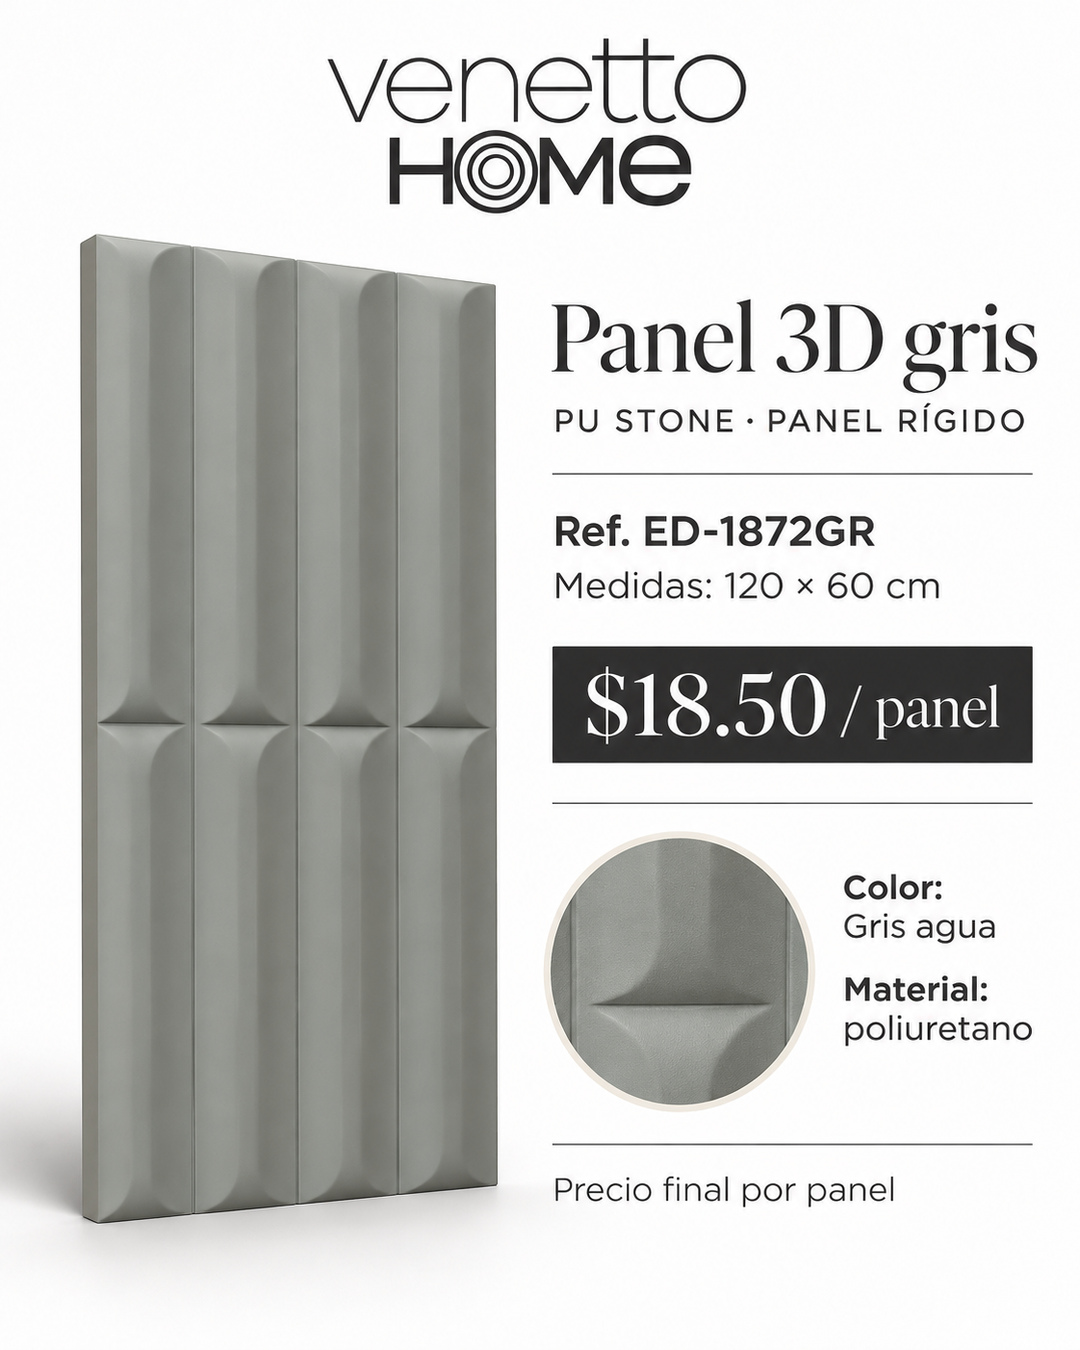 venetto
HOMe
Panel 3D gris
PU STONE · PANEL RÍGIDO
Ref. ED-1872GR
Medidas: 120 × 60 cm
$18.50 / panel
Color:
Gris agua
Material:
poliuretano
Precio final por panel